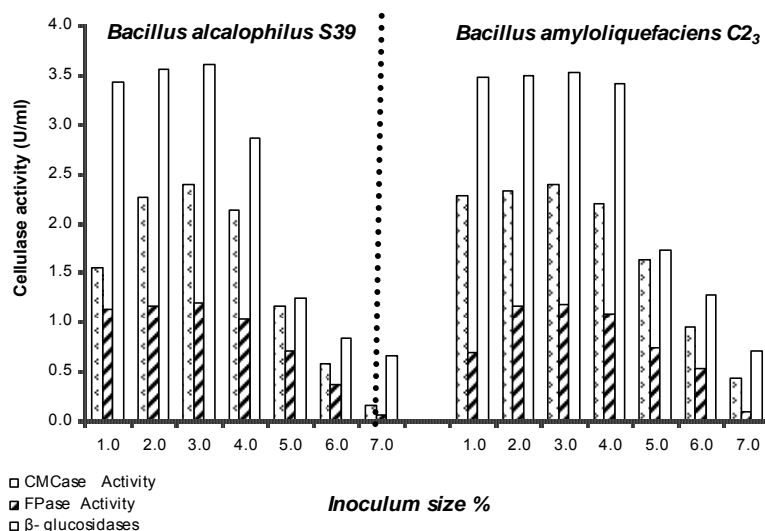 Bacillus alcalophilus S39 Bacillus amyloliquefaciens C2₃
Cellulase activity (U/ml)
4.0
3.5
3.0
2.5
2.0
1.5
1.0
0.5
0.0
1.0 2.0 3.0 4.0 5.0 6.0 7.0 1.0 2.0 3.0 4.0 5.0 6.0 7.0
Inoculum size %
CMCase Activity
FPase Activity
β- glucosidases